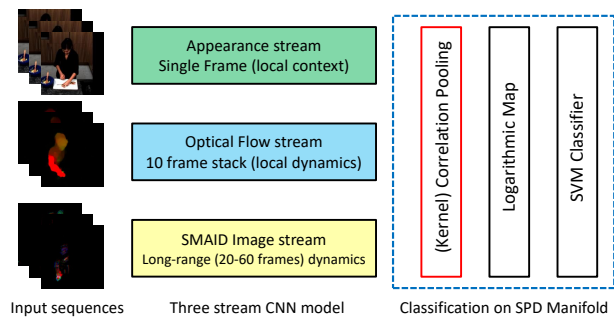 Appearance stream
Single Frame (local context)
Optical Flow stream
10 frame stack (local dynamics)
SMAID Image stream
Long-range (20-60 frames) dynamics
(Kernel) Correlation Pooling
Logarithmic Map
SVM Classifier
Input sequences
Three stream CNN model
Classification on SPD Manifold